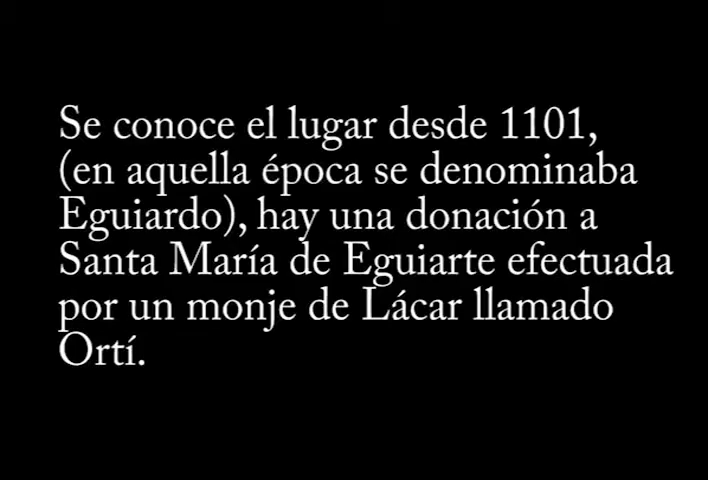 Se conoce el lugar desde 1101,
(en aquella época se denominaba
Eguiardo), hay una donación a
Santa María de Eguiarte efectuada
por un monje de Lácar llamado
Ortí.